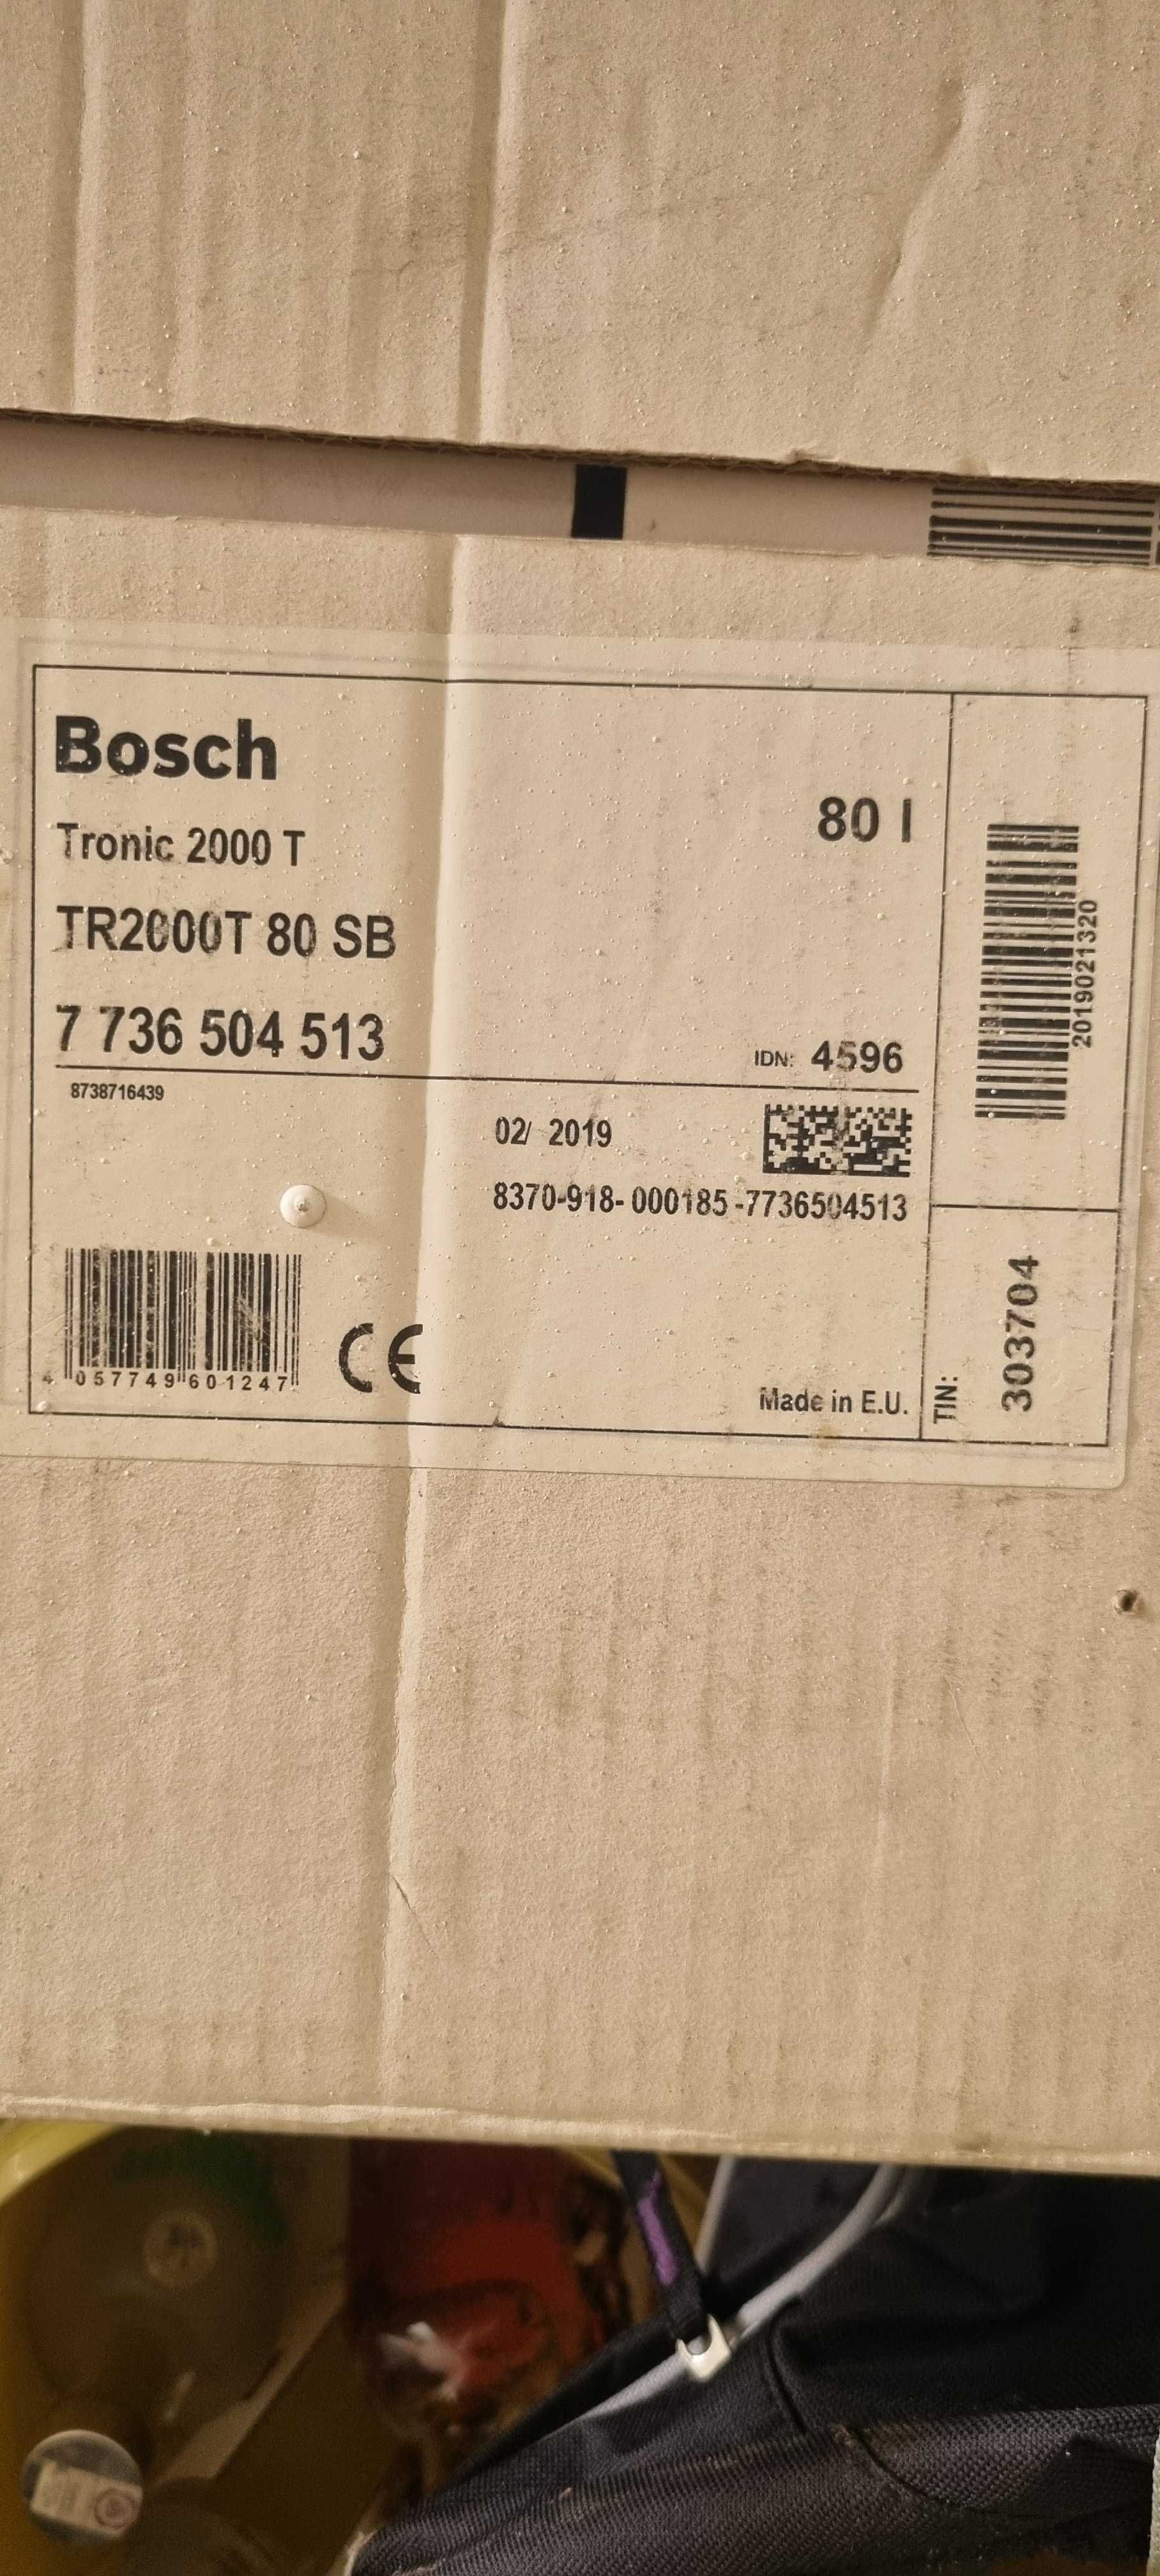 Bosch
Tronic 2000 T
80 l
TR2000T 80 SB
7 736 504 513
IDN: 4596
8738716439
02/ 2019
8370-918- 000185 -7736504513
4 057749 601247
CE
Made in E.U.
2019021320
TIN: 303704